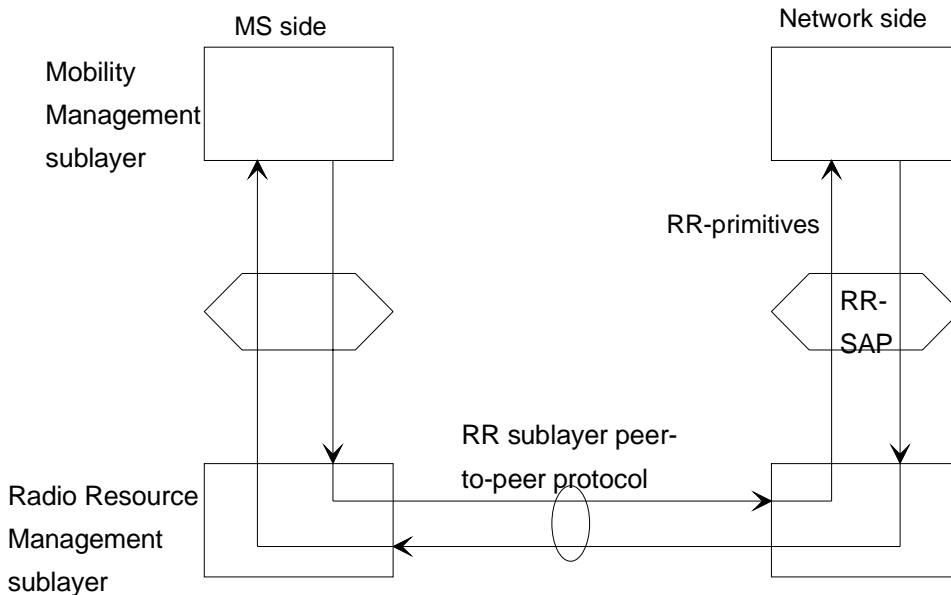 MS side
Network side
Mobility
Management
sublayer
RR-primitives
RR-
SAP
RR sublayer peer-
to-peer protocol
Radio Resource
Management
sublayer